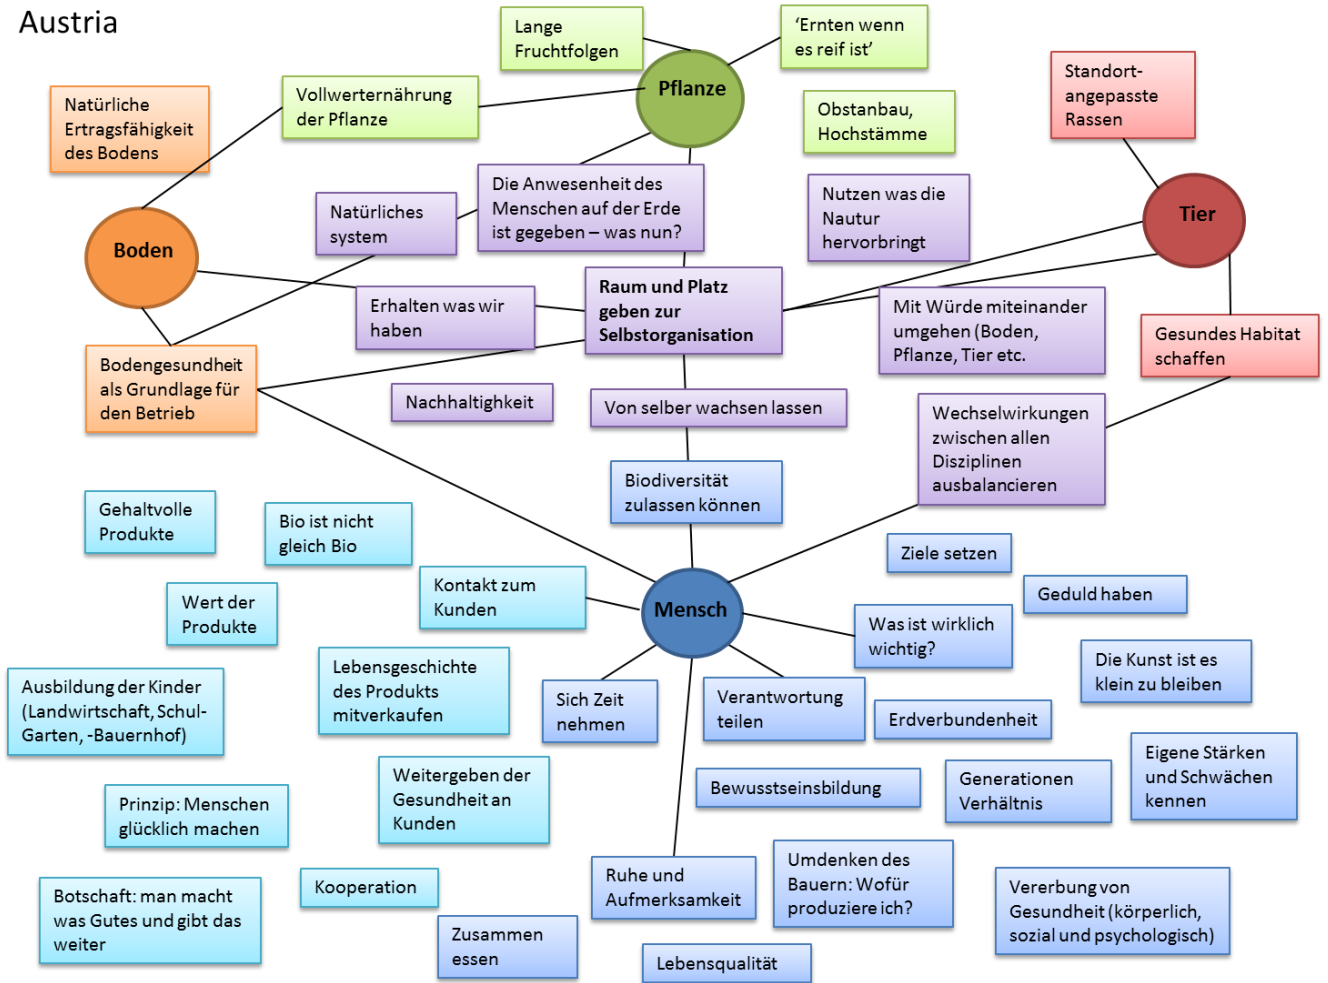 Austria
Lange
Fruchtfolgen
‘Ernten wenn
es reif ist’
Pflanze
Standort-
angepasste
Rassen
Natürliche
Ertragsfähigkeit
des Bodens
Vollwerternährung
der Pflanze
Obstanbau,
Hochstämme
Die Anwesenheit des
Menschen auf der Erde
ist gegeben – was nun?
Nutzen was die
Nautur
hervorbringt
Natürliches
system
Tier
Boden
Raum und Platz
geben zur
Selbstorganisation
Erhalten was wir
haben
Mit Würde miteinander
umgehen (Boden,
Pflanze, Tier etc.
Gesundes Habitat
schaffen
Bodengesundheit
als Grundlage für
den Betrieb
Nachhaltighkeit
Von selber wachsen lassen
Wechselwirkungen
zwischen allen
Disziplinen
ausbalancieren
Biodiversität
zulassen können
Gehaltvolle
Produkte
Bio ist nicht
gleich Bio
Ziele setzen
Kontakt zum
Kunden
Mensch
Geduld haben
Wert der
Produkte
Was ist wirklich
wichtig?
Lebensgeschichte
des Produkts
mitverkaufen
Die Kunst ist es
klein zu bleiben
Ausbildung der Kinder
(Landwirtschaft, Schul-
Garten, -Bauernhof)
Sich Zeit
nehmen
Verantwortung
teilen
Erdverbundenheit
Eigene Stärken
und Schwächen
kennen
Weitergeben der
Gesundheit an
Kunden
Bewusstseinsbildung
Generationen
Verhältnis
Prinzip: Menschen
glücklich machen
Umdenken des
Bauern: Wofür
produziere ich?
Ruhe und
Aufmerksamkeit
Kooperation
Botschaft: man macht
was Gutes und gibt das
weiter
Vererbung von
Gesundheit (körperlich,
sozial und psychologisch)
Zusammen
essen
Lebensqualität